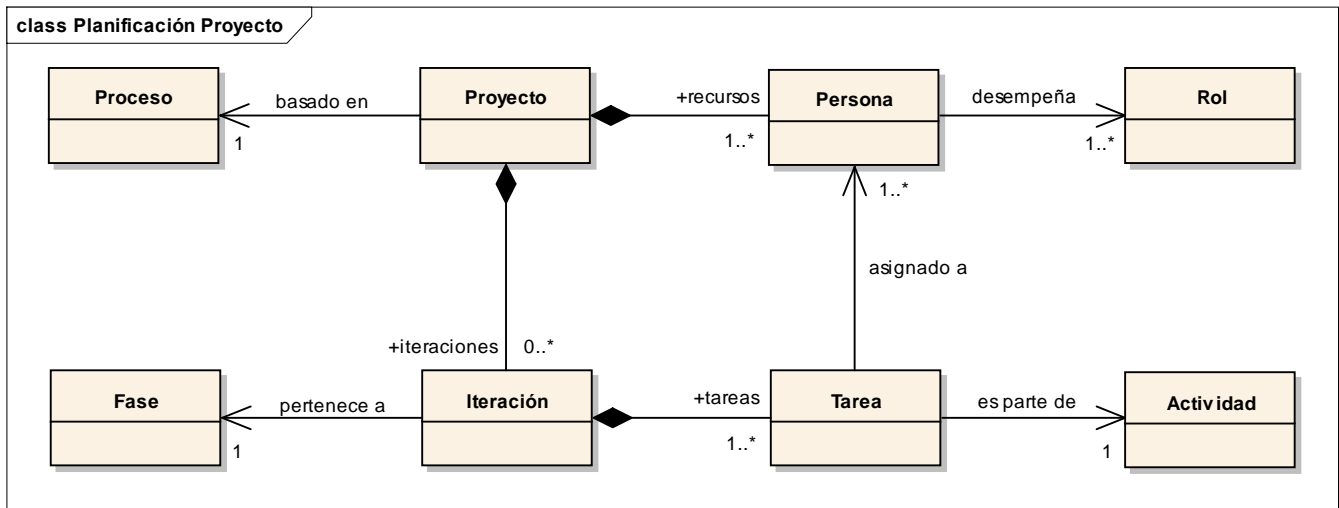 class Planificación Proyecto
Proceso
basado en
1
Proyecto
+recursos
1..*
Persona
desempeña
1..*
Rol
1..*
asignado a
+iteraciones 0..*
Fase
pertenece a
1
Iteración
+tareas
1..*
Tarea
es parte de
1
Actividad